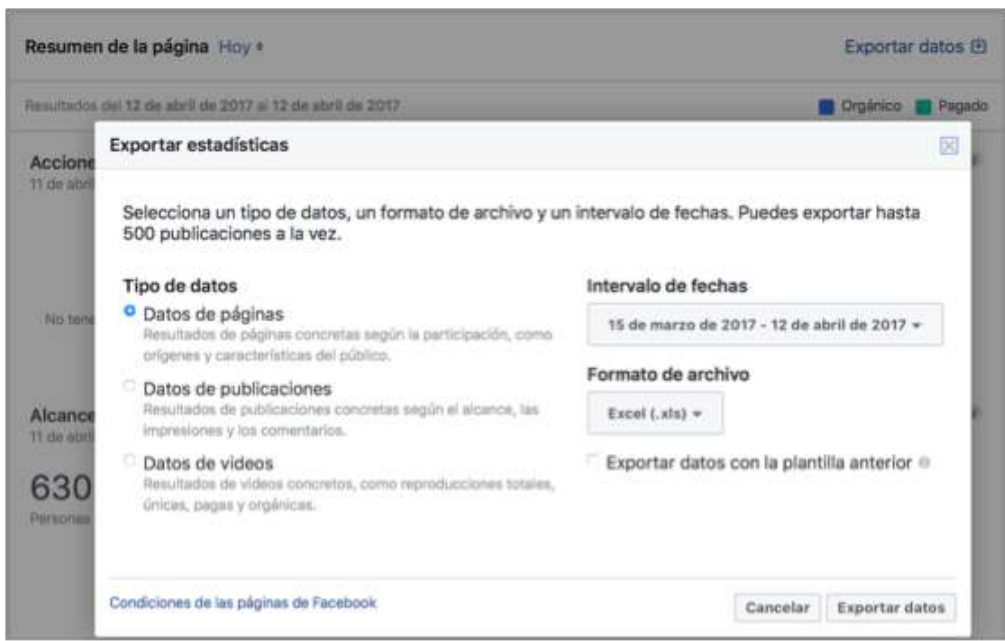 Resumen de la página Hoy
Exportar datos
Resultados del 12 de abril de 2017 al 12 de abril de 2017
Orgánico Pagado
Exportar estadísticas
Accione
11 de abril
Selecciona un tipo de datos, un formato de archivo y un intervalo de fechas. Puedes exportar hasta
500 publicaciones a la vez.
Tipo de datos
Datos de páginas
Resultados de páginas concretas según la participación, como
orígenes y características del público.
Datos de publicaciones
Resultados de publicaciones concretas según el alcance, las
impresiones y los comentarios.
Datos de videos
Resultados de videos concretos, como reproducciones totales,
únicas, pagas y orgánicas.
Intervalo de fechas
15 de marzo de 2017 - 12 de abril de 2017
Formato de archivo
Excel (.xls)
Exportar datos con la plantilla anterior
No tene
Alcance
11 de abril
630
Personas
Condiciones de las páginas de Facebook
Cancelar
Exportar datos